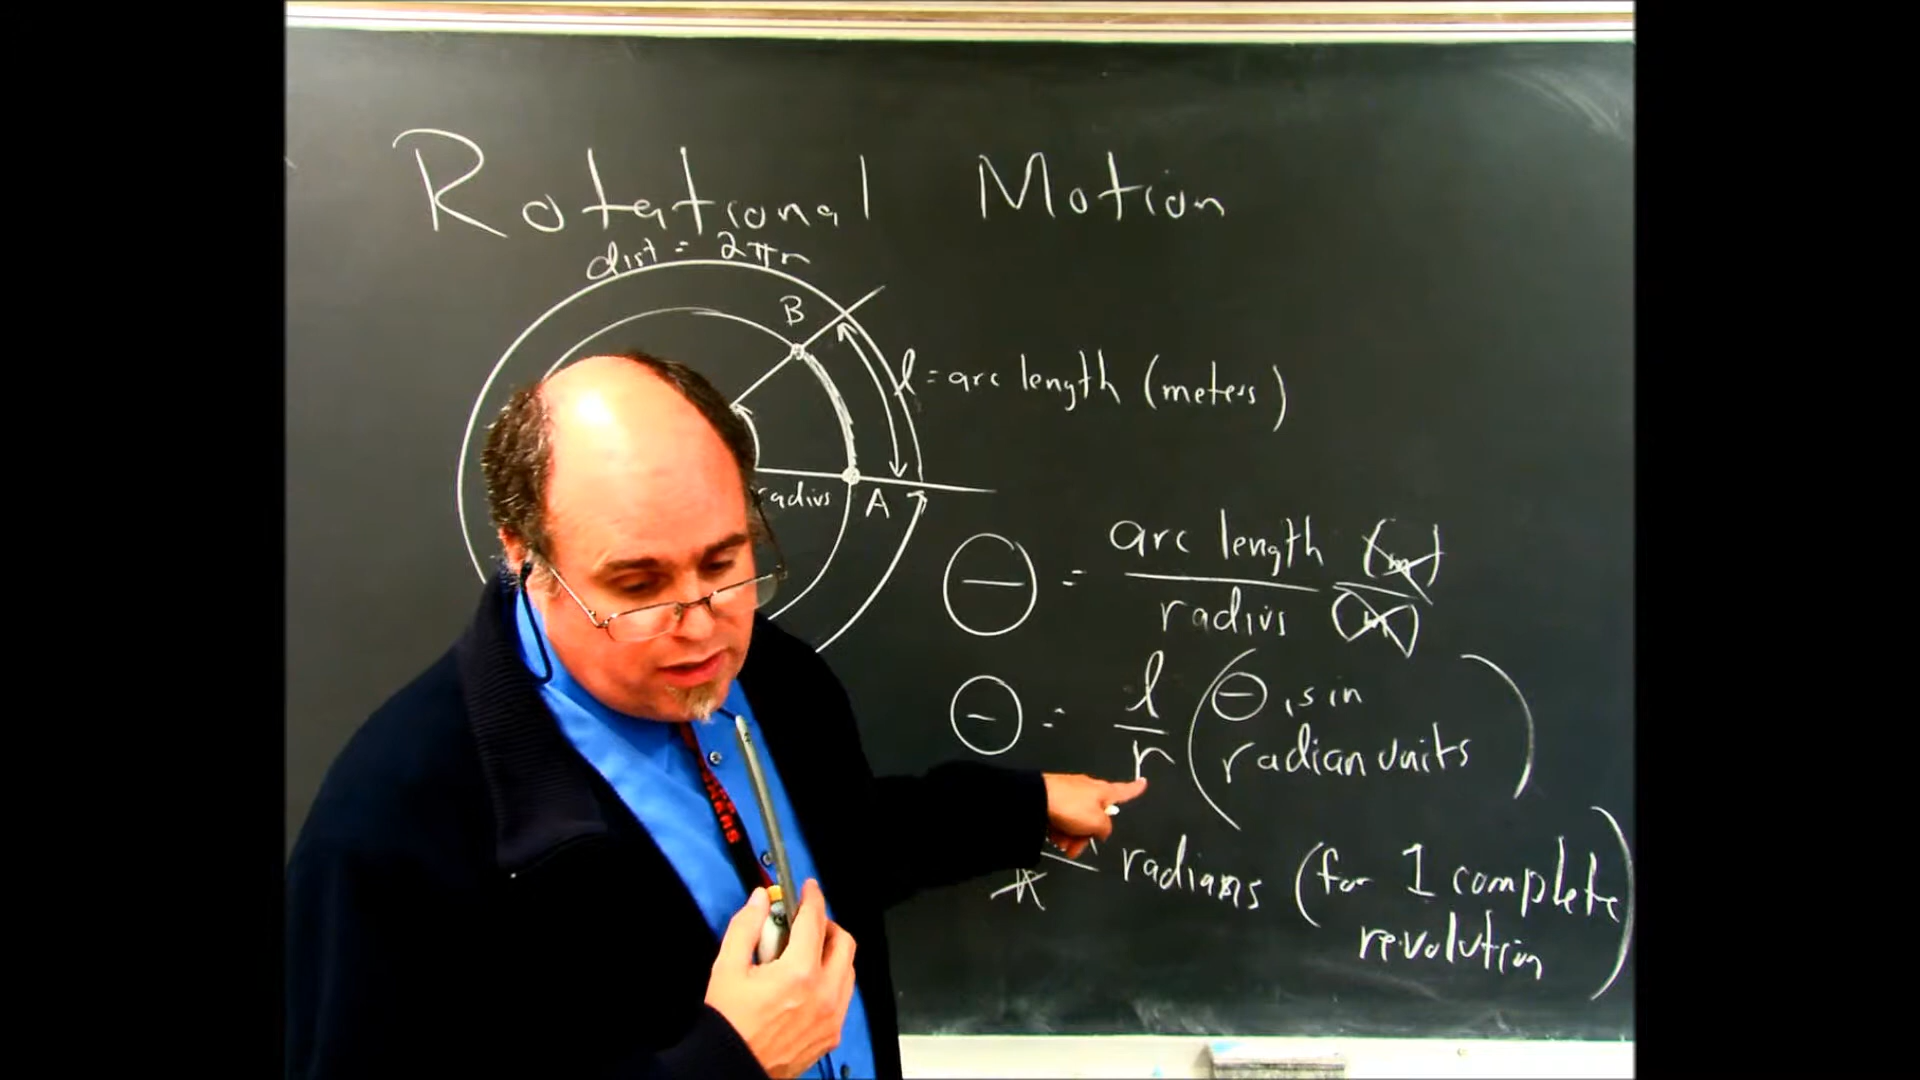 Rotational Motion
dist = 2πr
B
l = arc length (meters)
radius A
Θ = arc length (m)
radius (m)
Θ = l (Θ is in
r radian units)
r radians (for 1 complete
revolution)